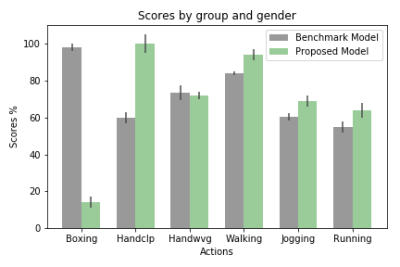 Scores by group and gender
Benchmark Model
Proposed Model
Scores %
100
80
60
40
20
0
Boxing Handclp Handwvg Walking Jogging Running
Actions